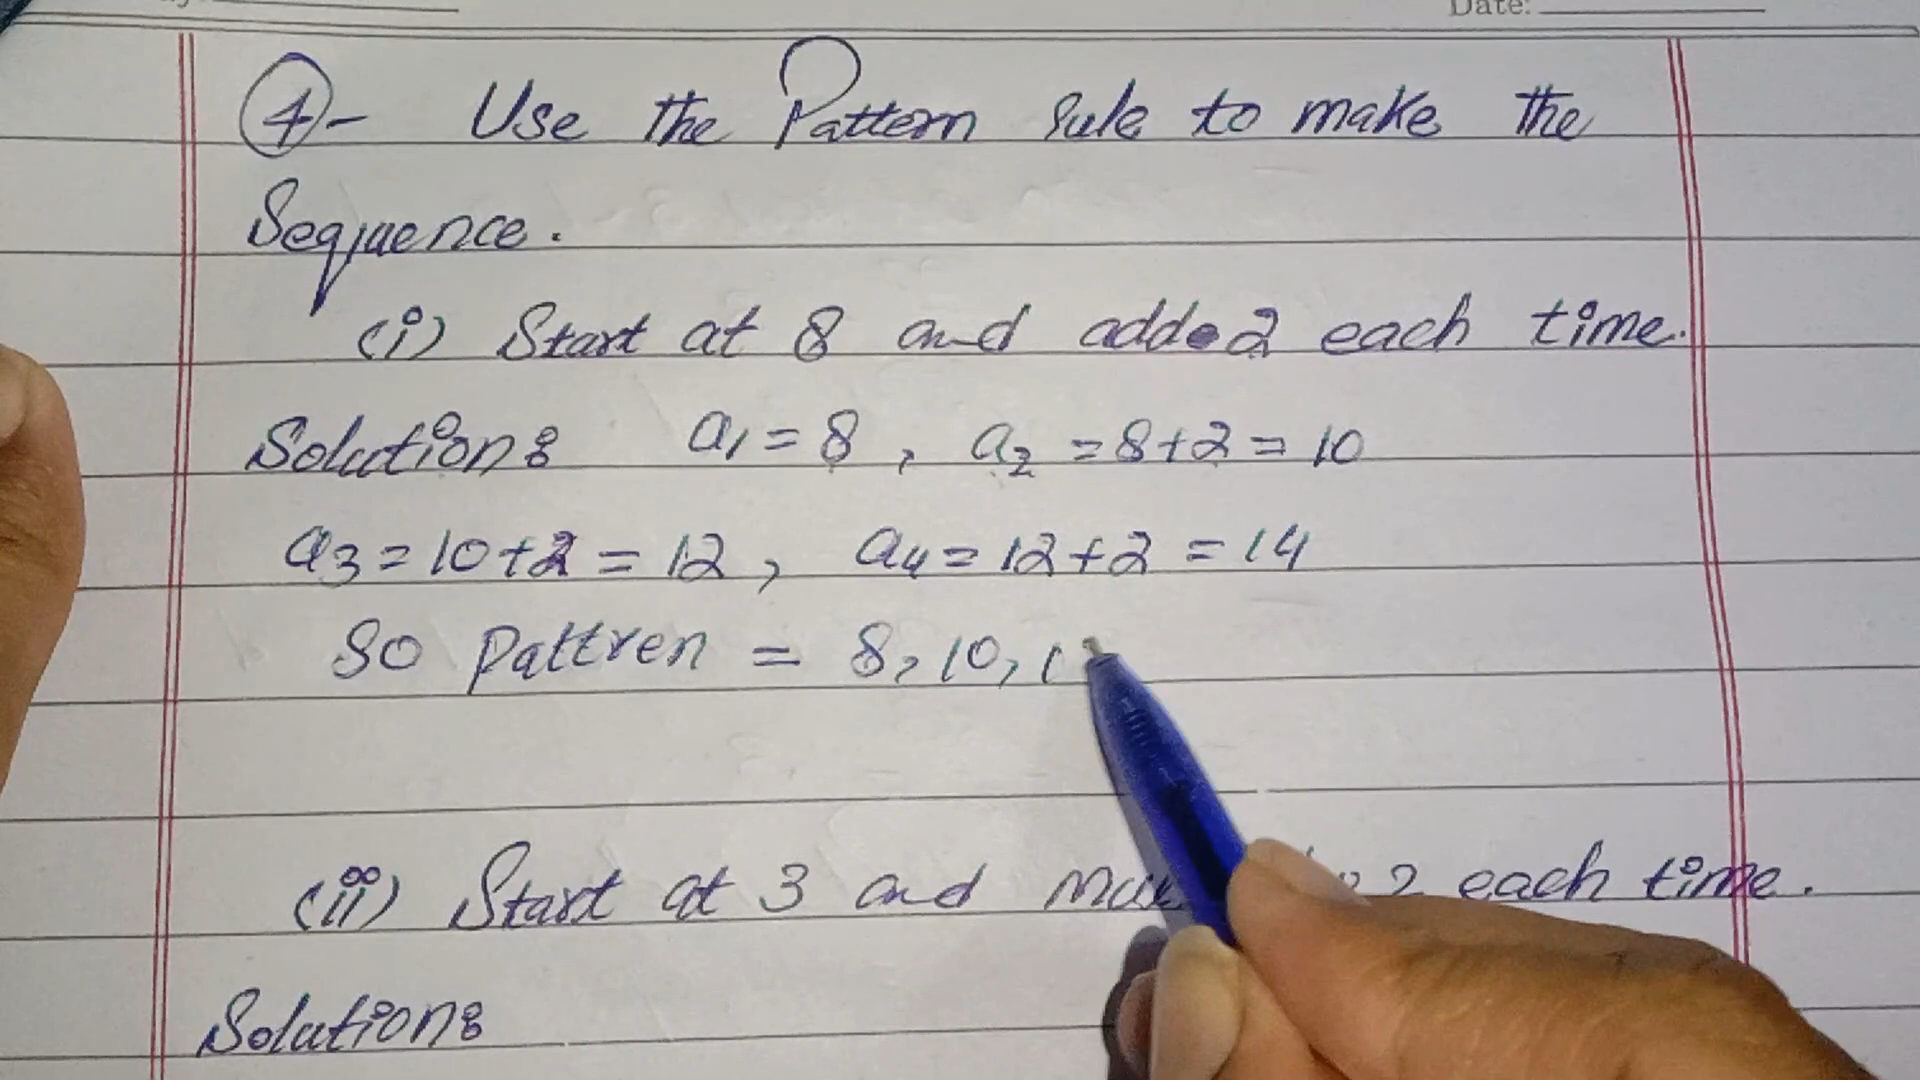 Date:
④- Use the Pattern Rule to make the
Sequence.
(i) Start at 8 and add 2 each time.
Solution: a₁ = 8 , a₂ = 8+2 = 10
a₃ = 10+2 = 12 , a₄ = 12+2 = 14
So Pattren = 8, 10, 1
(ii) Start at 3 and 2 each time.
Solution: